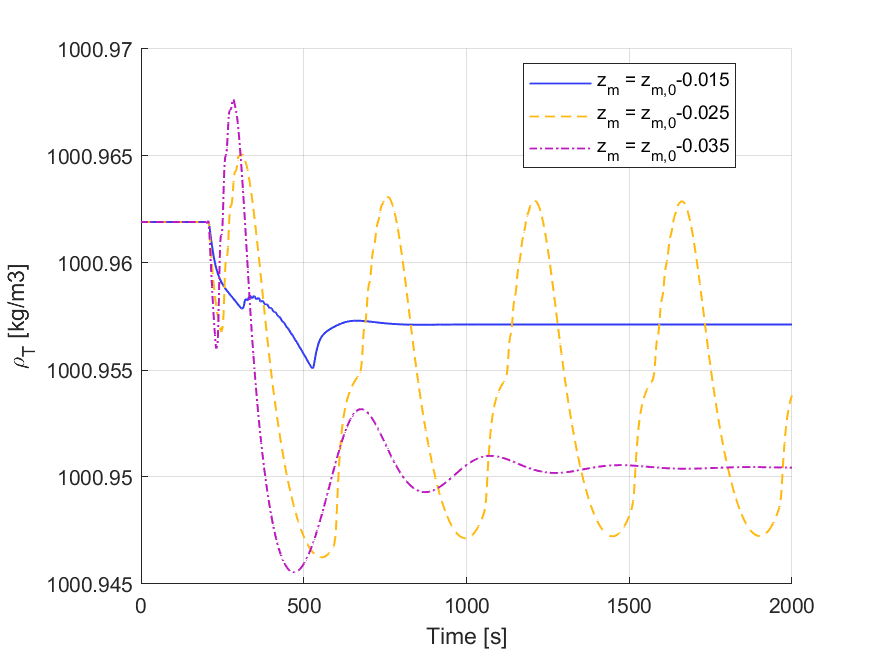 1000.97
1000.965
1000.96
1000.955
1000.95
1000.945
ρT [kg/m3]
zm = zm,0-0.015
zm = zm,0-0.025
zm = zm,0-0.035
0 500 1000 1500 2000
Time [s]